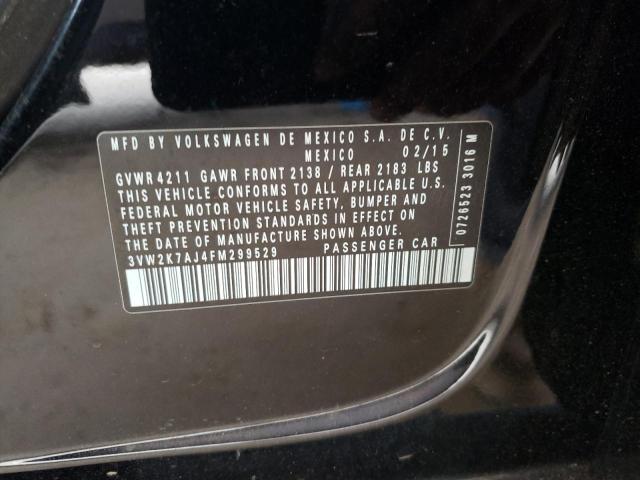 MFD BY VOLKSWAGEN DE MEXICO S.A. DE C.V.
MEXICO 02/15
GVWR 4211 GAWR FRONT 2138 / REAR 2183 LBS
THIS VEHICLE CONFORMS TO ALL APPLICABLE U.S.
FEDERAL MOTOR VEHICLE SAFETY, BUMPER AND
THEFT PREVENTION STANDARDS IN EFFECT ON
THE DATE OF MANUFACTURE SHOWN ABOVE.
3VW2K7AJ4FM299529 PASSENGER CAR
0726523 3016 M